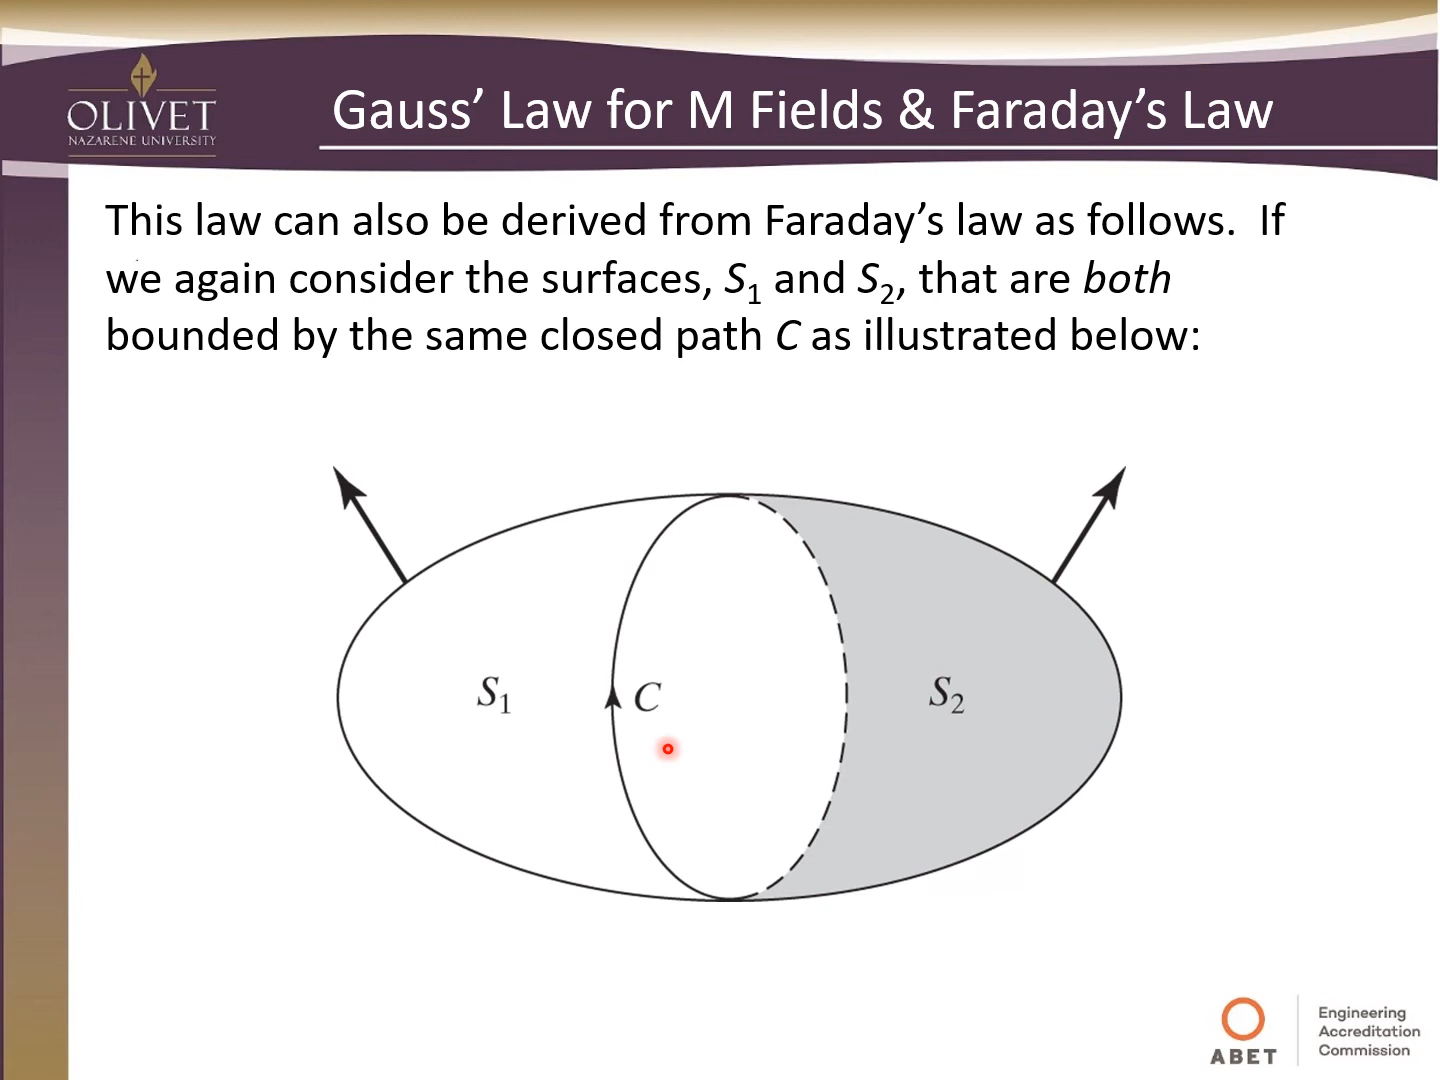 OLIVET
NAZARENE UNIVERSITY
Gauss’ Law for M Fields & Faraday’s Law
This law can also be derived from Faraday’s law as follows.  If
we again consider the surfaces, S₁ and S₂, that are both
bounded by the same closed path C as illustrated below:
S₁
C
S₂
ABET
Engineering
Accreditation
Commission